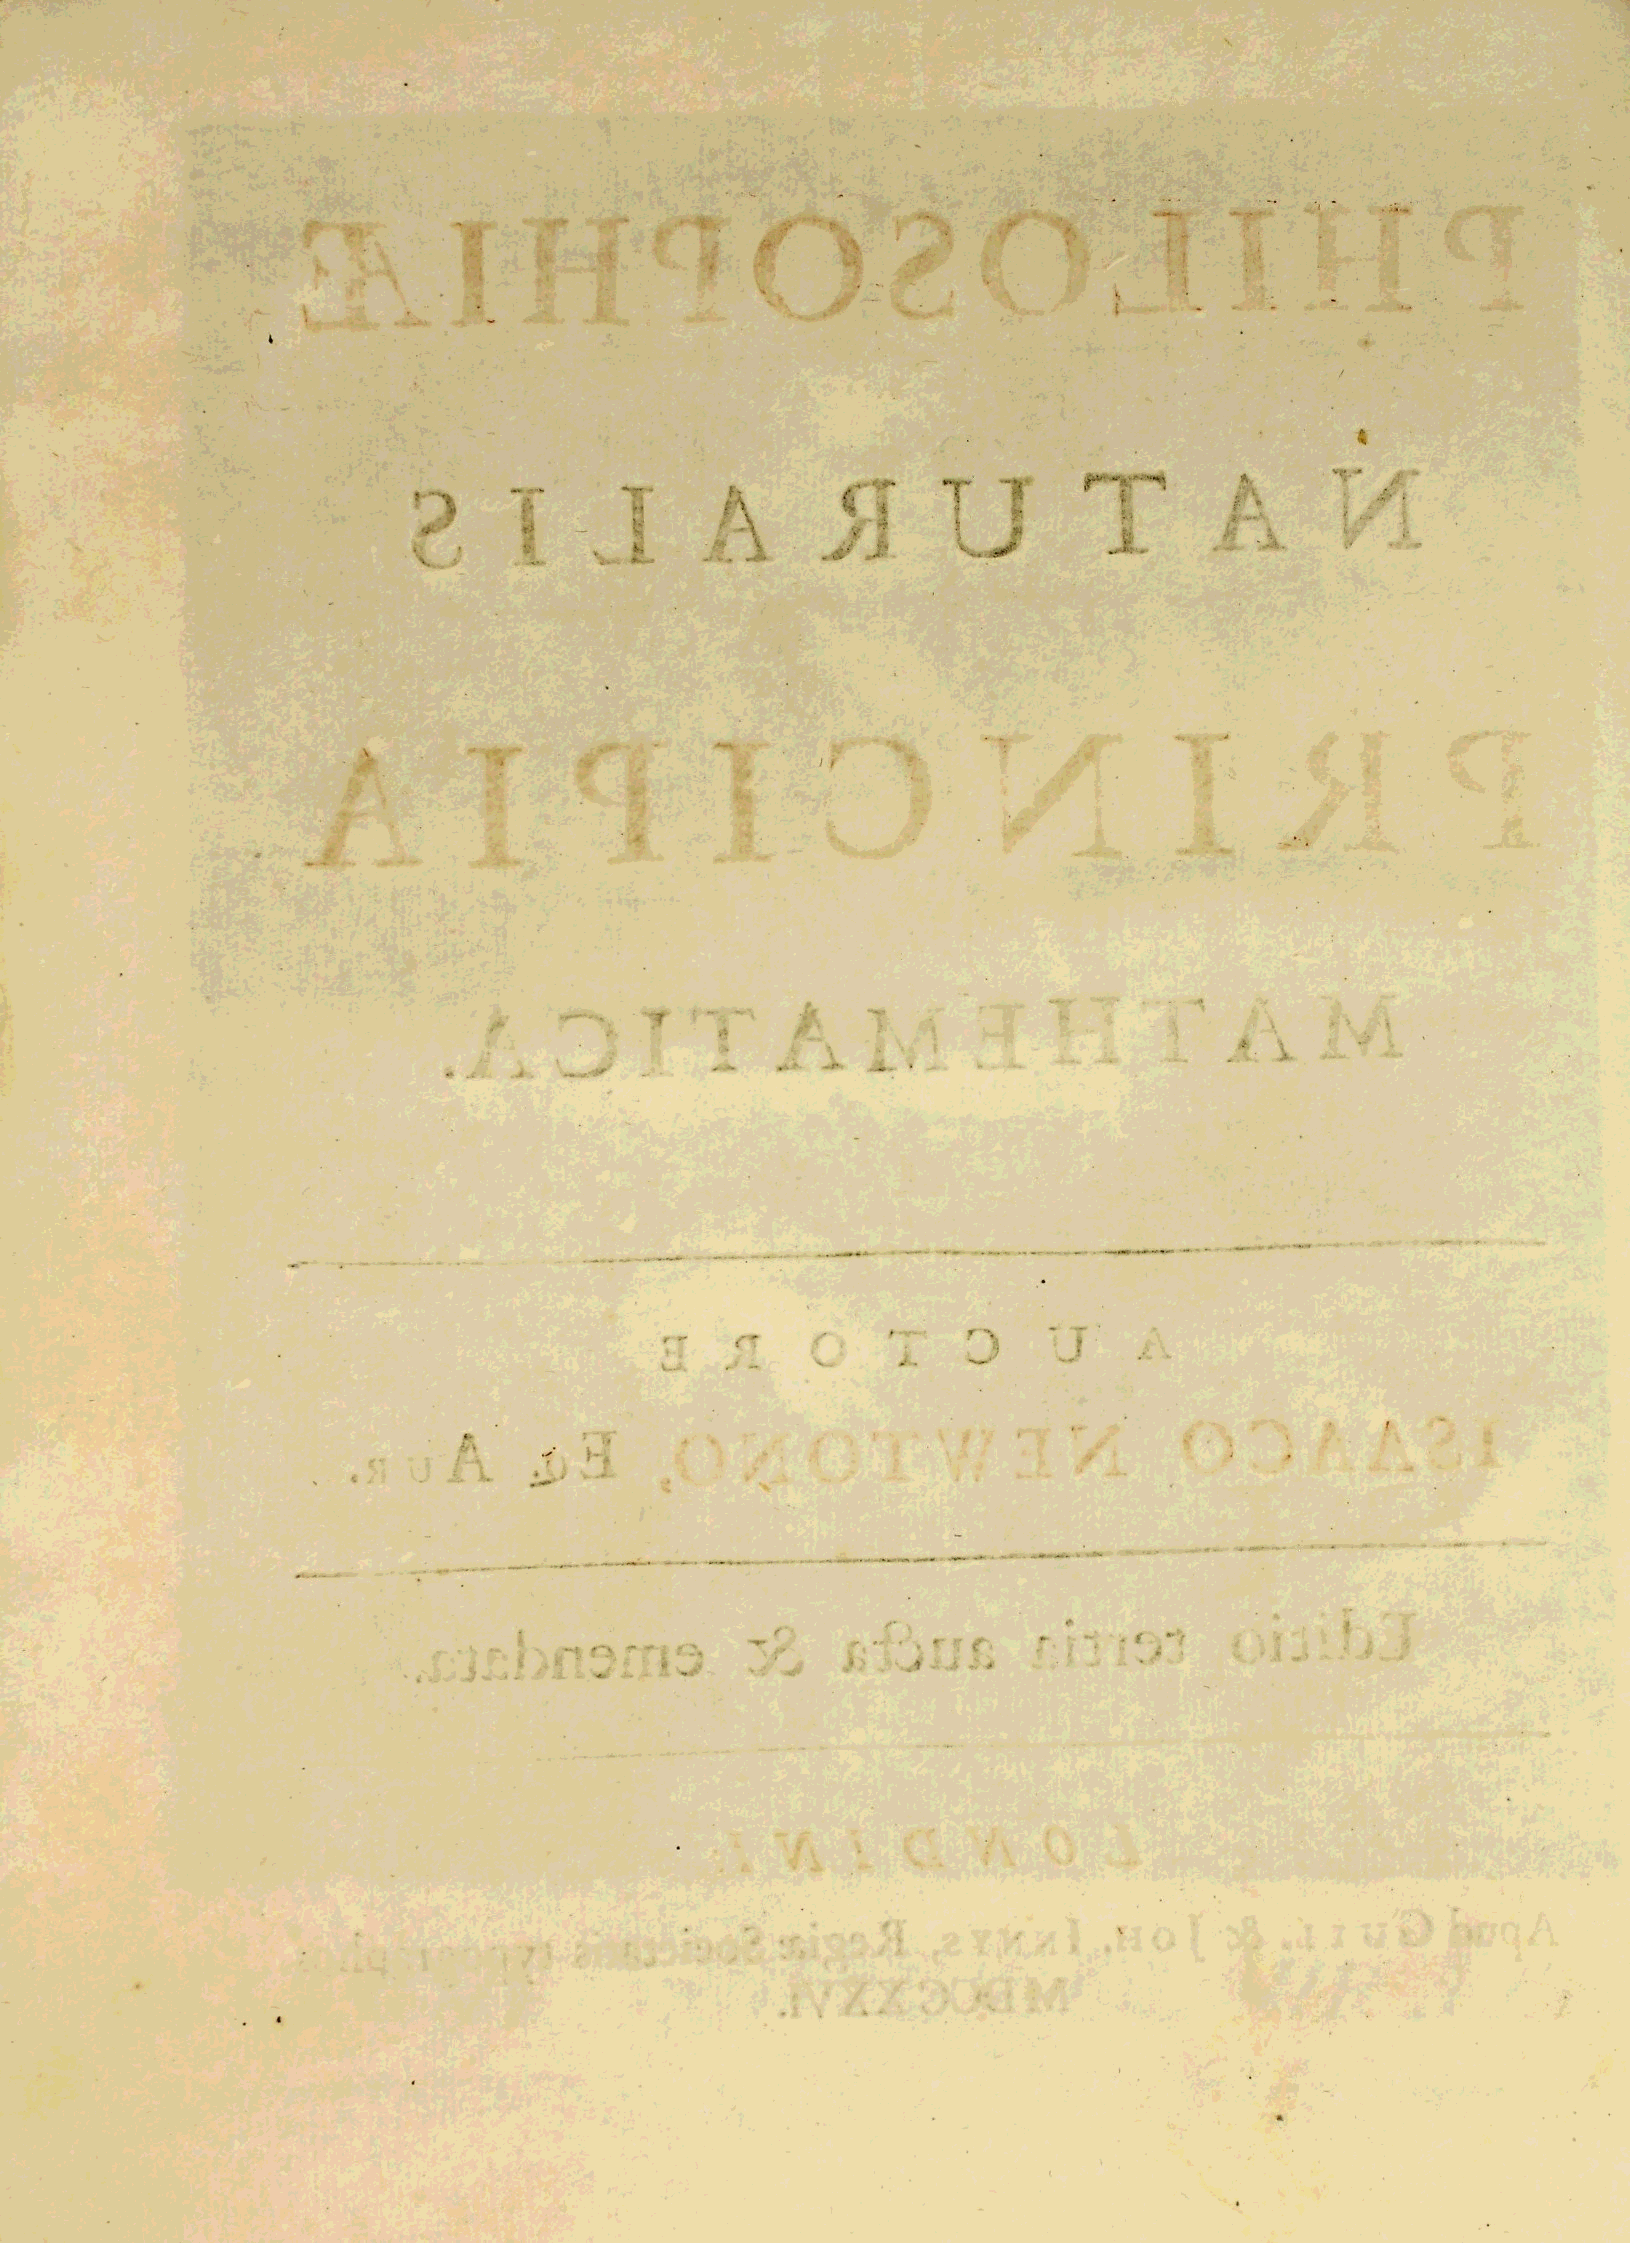 PHILOSOPHIÆ
NATURALIS
PRINCIPIA
MATHEMATICA.
AUCTORE
ISAACO NEWTONO, Eq. Aur.
Editio tertia aucta & emendata.
LONDINI:
Apud Guil. & Joh. Innys, Regiæ Societatis typographos.
MDCCXXVI.